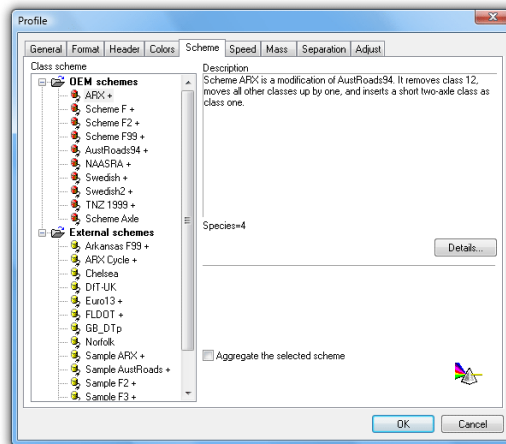 Profile
General Format Header Colors Scheme Speed Mass Separation Adjust
Class scheme
OEM schemes
ARX +
Scheme F +
Scheme F2 +
Scheme F99 +
AustRoads94 +
NAASRA +
Swedish +
Swedish2 +
TNZ 1999 +
Scheme Axle
External schemes
Arkansas F99 +
ARX Cycle +
Chelsea
DfT-UK
Euro13 +
FLDOT +
GB_DTp
Norfolk
Sample ARX +
Sample AustRoads +
Sample F2 +
Sample F3 +
Description
Scheme ARX is a modification of AustRoads94. It removes class 12,
moves all other classes up by one, and inserts a short two-axle class as
class one.
Species=4
Details...
Aggregate the selected scheme
OK Cancel